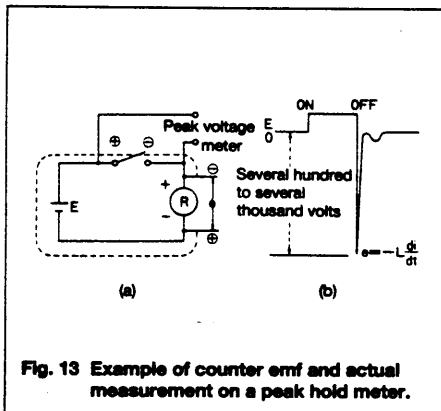 ON
OFF
E
0
Peak voltage
meter
⊕
⊖
⊖
+
R
−
⊕
E
Several hundred
to several
thousand volts
e=−L di/dt
(a)
(b)
Fig. 13 Example of counter emf and actual
measurement on a peak hold meter.